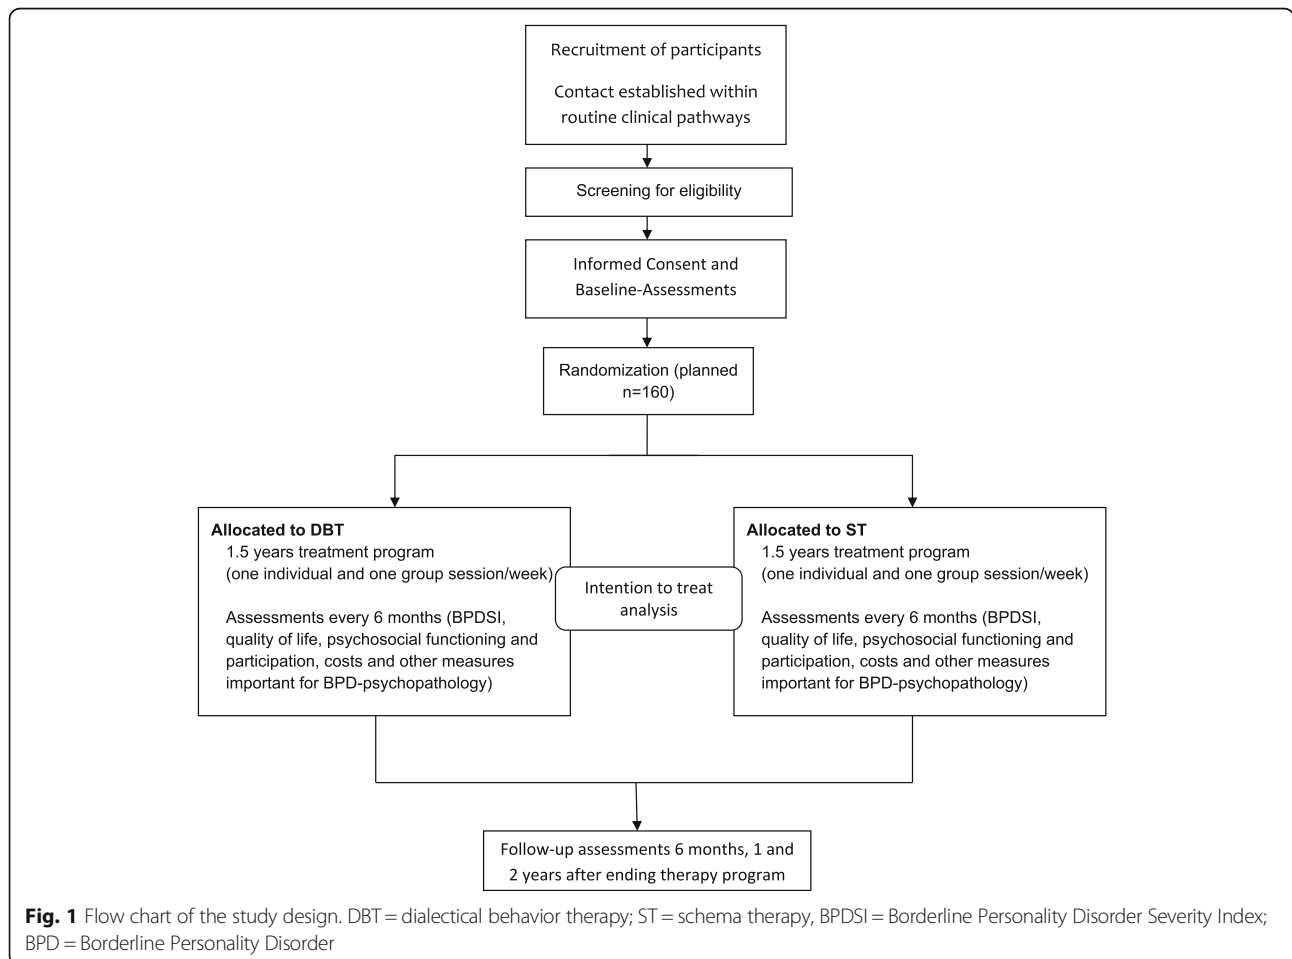 Recruitment of participants
Contact established within
routine clinical pathways
Screening for eligibility
Informed Consent and
Baseline-Assessments
Randomization (planned
n=160)
Allocated to DBT
1.5 years treatment program
(one individual and one group session/week)
Assessments every 6 months (BPDSI,
quality of life, psychosocial functioning and
participation, costs and other measures
important for BPD-psychopathology)
Intention to treat
analysis
Allocated to ST
1.5 years treatment program
(one individual and one group session/week)
Assessments every 6 months (BPDSI,
quality of life, psychosocial functioning and
participation, costs and other measures
important for BPD-psychopathology)
Follow-up assessments 6 months, 1 and
2 years after ending therapy program
Fig. 1 Flow chart of the study design. DBT = dialectical behavior therapy; ST = schema therapy, BPDSI = Borderline Personality Disorder Severity Index;
BPD = Borderline Personality Disorder